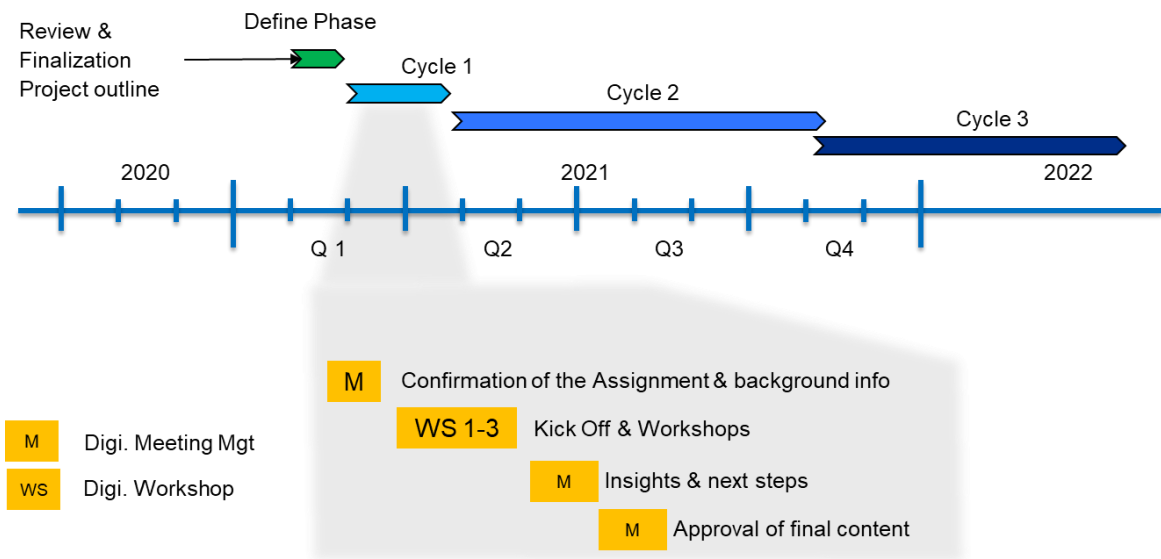 Define Phase
Review &
Finalization
Project outline
Cycle 1
Cycle 2
Cycle 3
2020
2021
2022
Q 1
Q2
Q3
Q4
M
Confirmation of the Assignment & background info
WS 1-3
Kick Off & Workshops
M
Insights & next steps
M
Approval of final content
M
Digi. Meeting Mgt
WS
Digi. Workshop